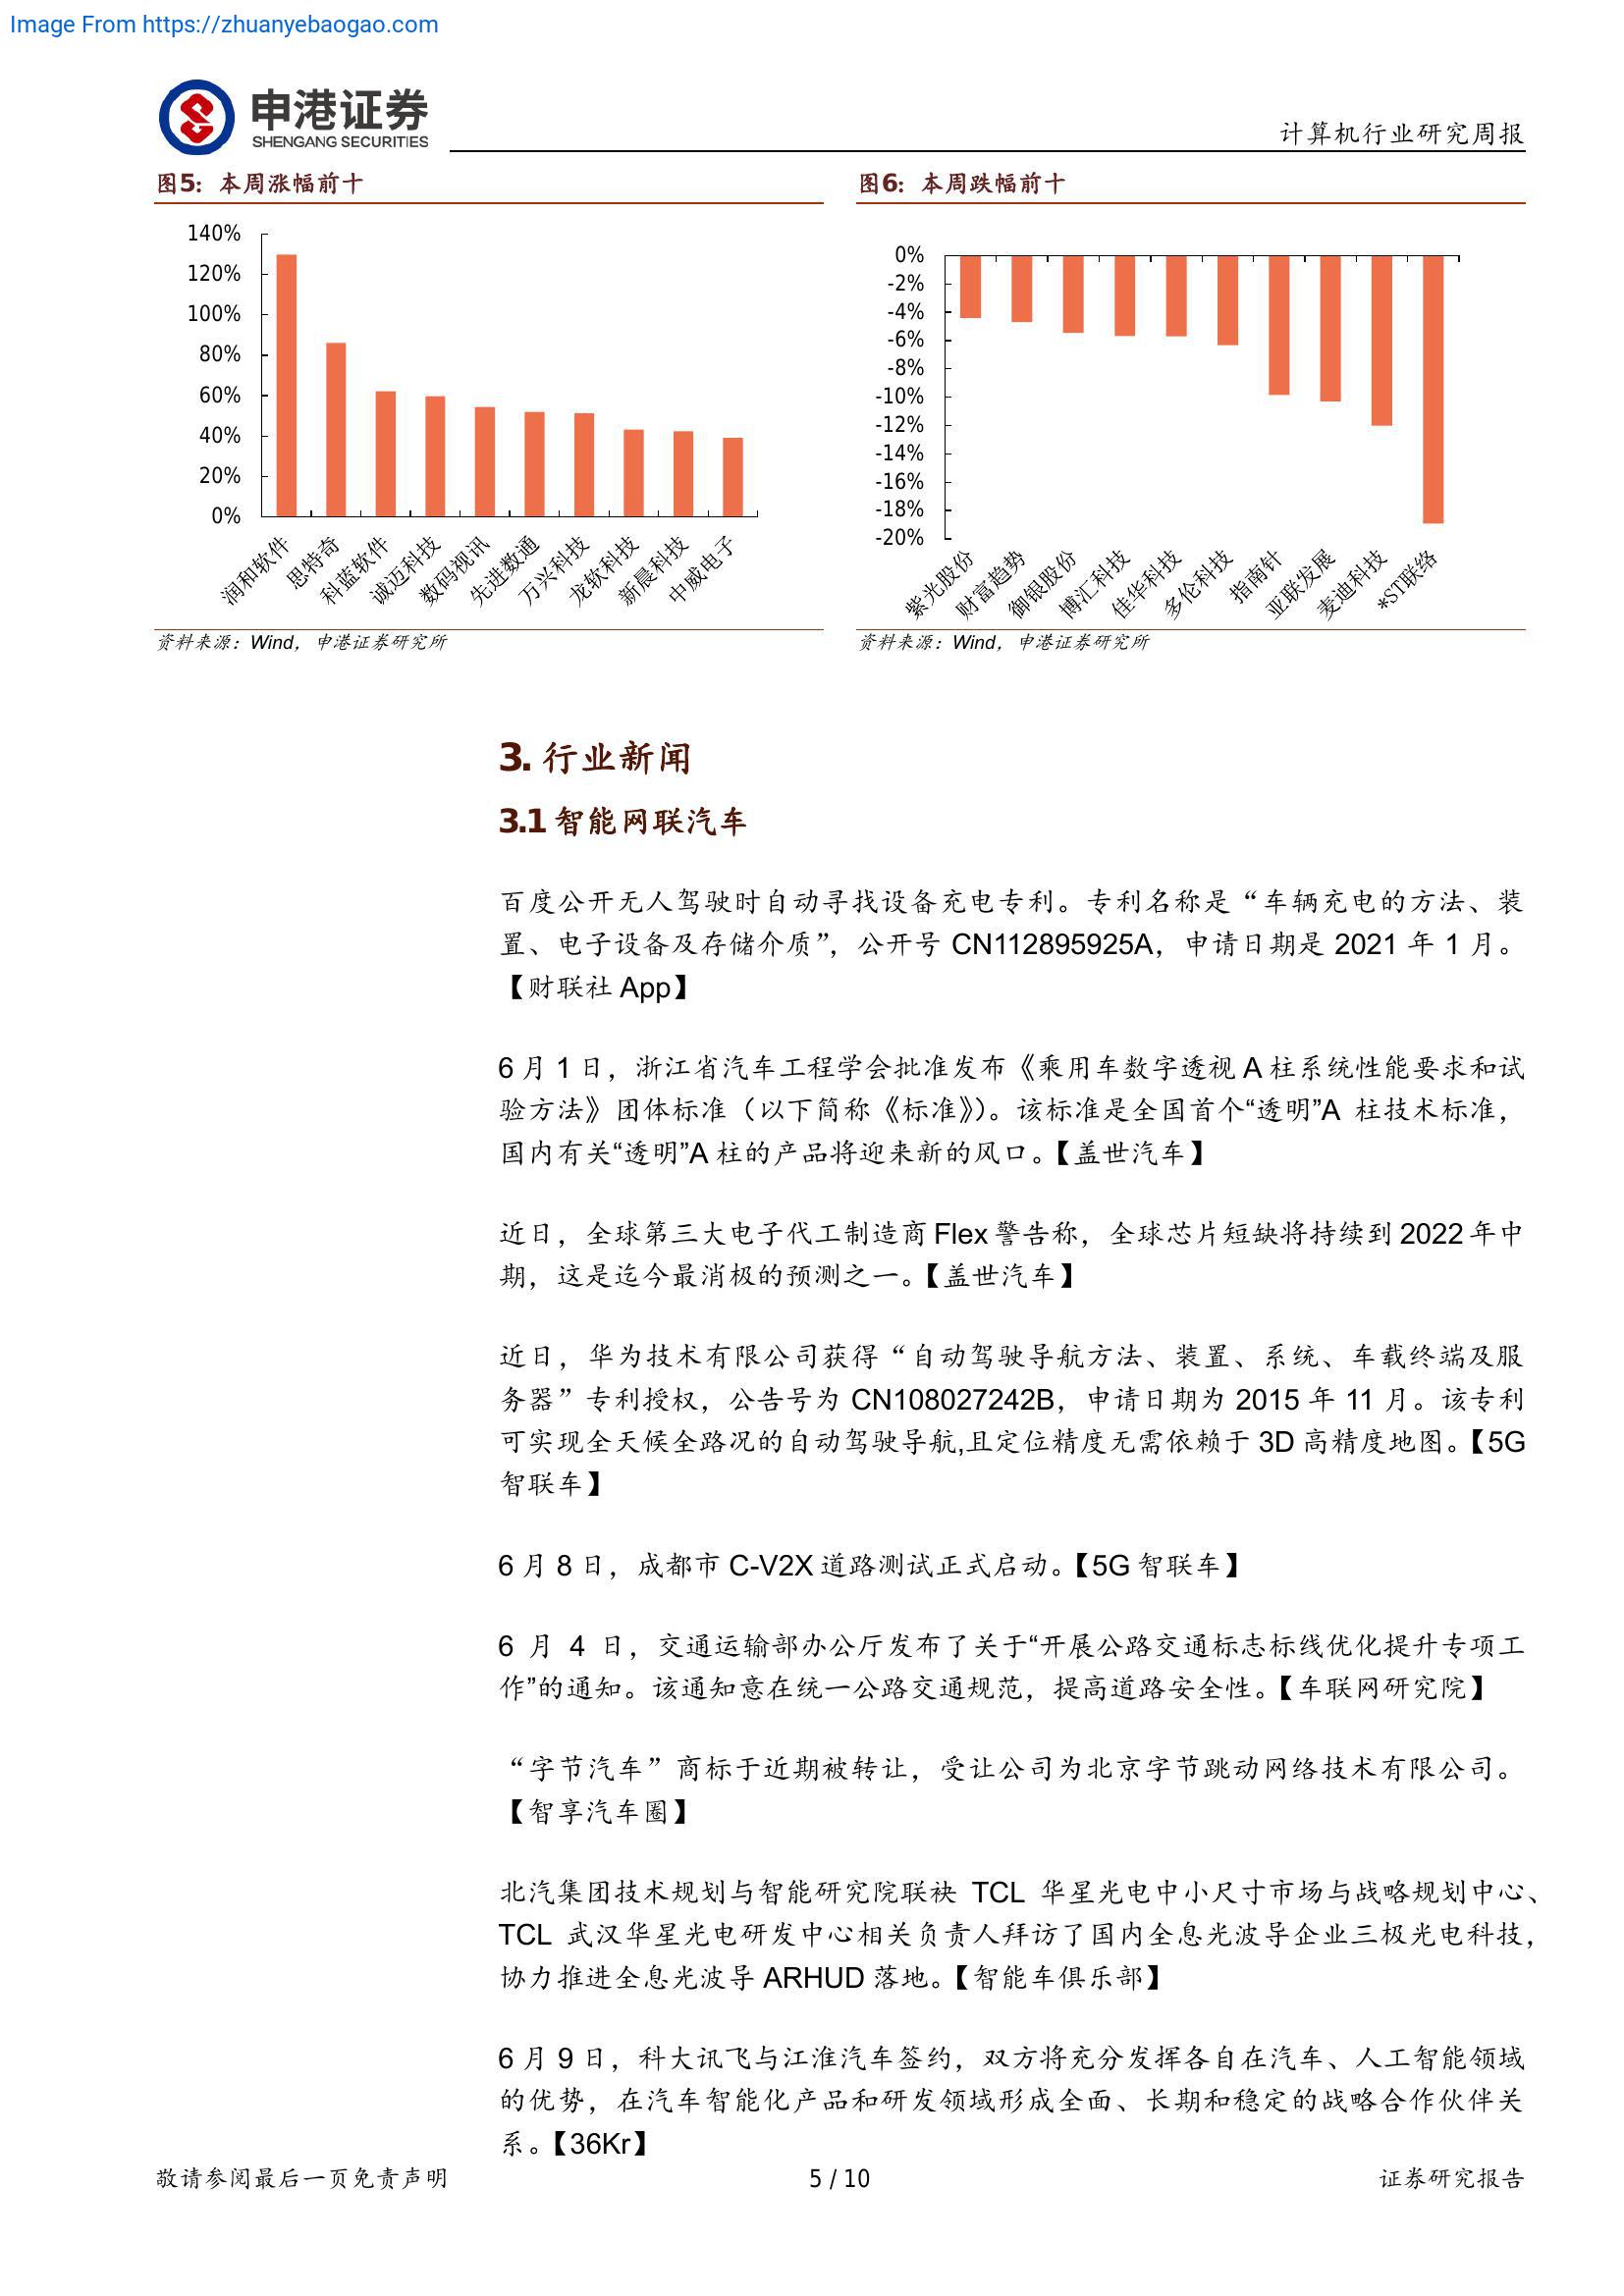 Image From https://zhuanyebaogao.com
申港证券
SHENGANG SECURITIES
计算机行业研究周报
图5：本周涨幅前十
140%
120%
100%
80%
60%
40%
20%
0%
润和软件
思特奇
科蓝软件
诚迈科技
数码视讯
先进数通
万兴科技
龙软科技
新晨科技
中威电子
资料来源：Wind，申港证券研究所
图6：本周跌幅前十
0%
-2%
-4%
-6%
-8%
-10%
-12%
-14%
-16%
-18%
-20%
紫光股份
财富趋势
御银股份
博汇科技
佳华科技
多伦科技
指南针
亚联发展
麦迪科技
*ST联络
资料来源：Wind，申港证券研究所
3. 行业新闻
3.1 智能网联汽车
百度公开无人驾驶时自动寻找设备充电专利。专利名称是“车辆充电的方法、装
置、电子设备及存储介质”，公开号 CN112895925A，申请日期是 2021 年 1 月。
【财联社 App】
6 月 1 日，浙江省汽车工程学会批准发布《乘用车数字透视 A 柱系统性能要求和试
验方法》团体标准（以下简称《标准》）。该标准是全国首个“透明”A 柱技术标准，
国内有关“透明”A 柱的产品将迎来新的风口。【盖世汽车】
近日，全球第三大电子代工制造商 Flex 警告称，全球芯片短缺将持续到 2022 年中
期，这是迄今最消极的预测之一。【盖世汽车】
近日，华为技术有限公司获得“自动驾驶导航方法、装置、系统、车载终端及服
务器”专利授权，公告号为 CN108027242B，申请日期为 2015 年 11 月。该专利
可实现全天候全路况的自动驾驶导航,且定位精度无需依赖于 3D 高精度地图。【5G
智联车】
6 月 8 日，成都市 C-V2X 道路测试正式启动。【5G 智联车】
6 月 4 日，交通运输部办公厅发布了关于“开展公路交通标志标线优化提升专项工
作”的通知。该通知意在统一公路交通规范，提高道路安全性。【车联网研究院】
“字节汽车”商标于近期被转让，受让公司为北京字节跳动网络技术有限公司。
【智享汽车圈】
北汽集团技术规划与智能研究院联袂 TCL 华星光电中小尺寸市场与战略规划中心、
TCL 武汉华星光电研发中心相关负责人拜访了国内全息光波导企业三极光电科技，
协力推进全息光波导 ARHUD 落地。【智能车俱乐部】
6 月 9 日，科大讯飞与江淮汽车签约，双方将充分发挥各自在汽车、人工智能领域
的优势，在汽车智能化产品和研发领域形成全面、长期和稳定的战略合作伙伴关
系。【36Kr】
敬请参阅最后一页免责声明
5 / 10
证券研究报告